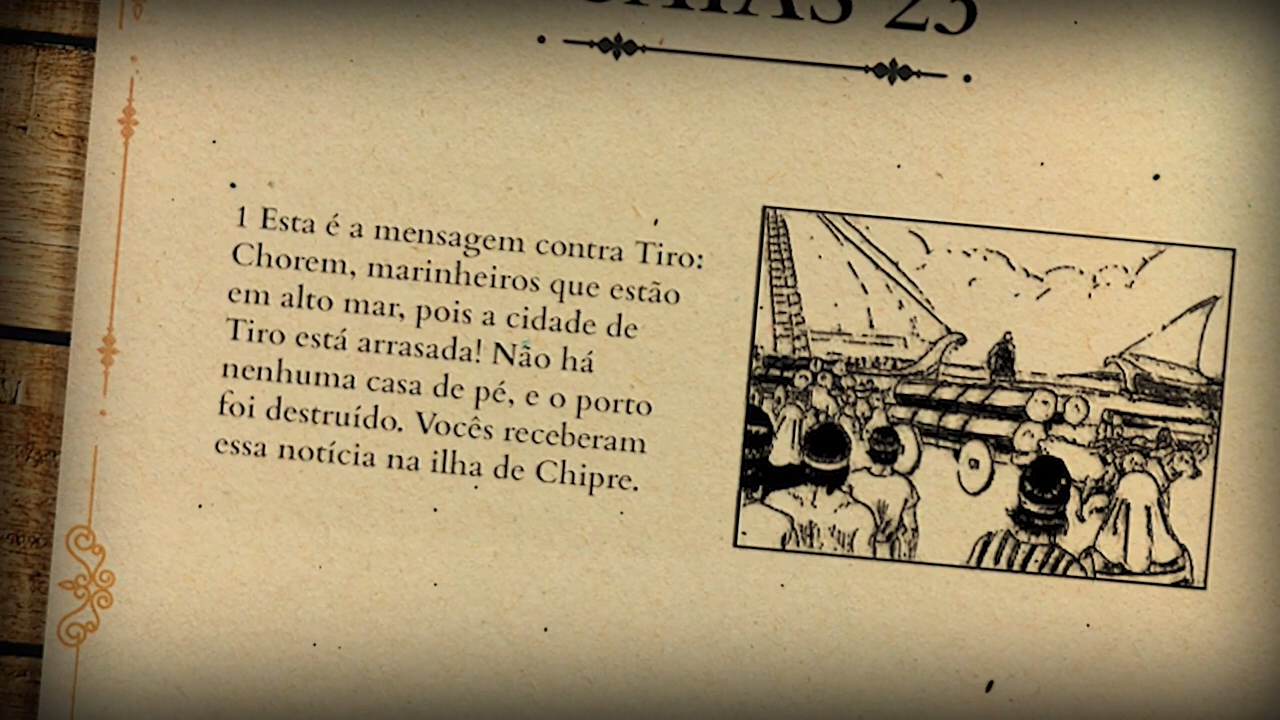 23
1 Esta é a mensagem contra Tiro:
Chorem, marinheiros que estão
em alto mar, pois a cidade de
Tiro está arrasada! Não há
nenhuma casa de pé, e o porto
foi destruído. Vocês receberam
essa notícia na ilha de Chipre.